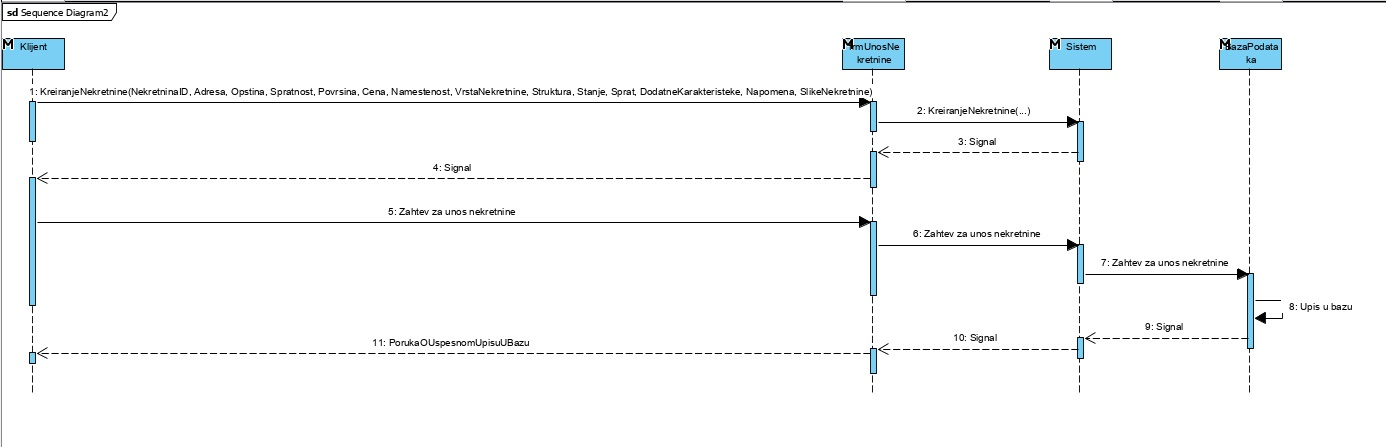 sd Sequence Diagram2
Klijent
rmUnosNe
kretnine
Sistem
azaPodata
ka
1: KreiranjeNekretnine(NekretninaID, Adresa, Opstina, Spratnost, Povrsina, Cena, Namestenost, VrstaNekretnine, Struktura, Stanje, Sprat, DodatneKarakteristeke, Napomena, SlikeNekretnine)
2: KreiranjeNekretnine(...)
3: Signal
4: Signal
5: Zahtev za unos nekretnine
6: Zahtev za unos nekretnine
7: Zahtev za unos nekretnine
8: Upis u bazu
9: Signal
10: Signal
11: PorukaOUspesnomUpisuUBazu